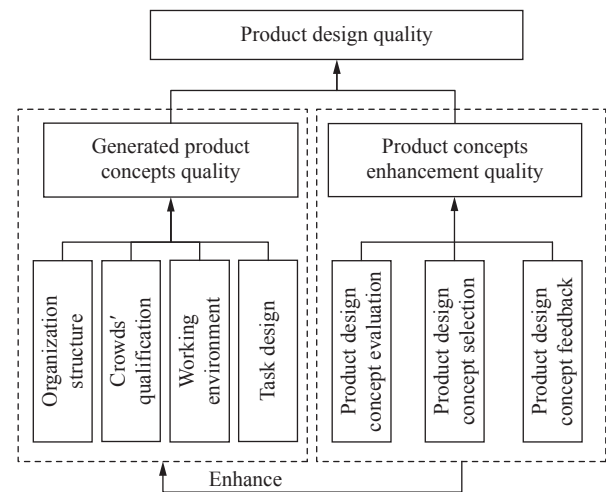 Product design quality
Generated product
concepts quality
Product concepts
enhancement quality
Organization
structure
Crowds′
qualification
Working
environment
Task design
Product design
concept evaluation
Product design
concept selection
Product design
concept feedback
Enhance